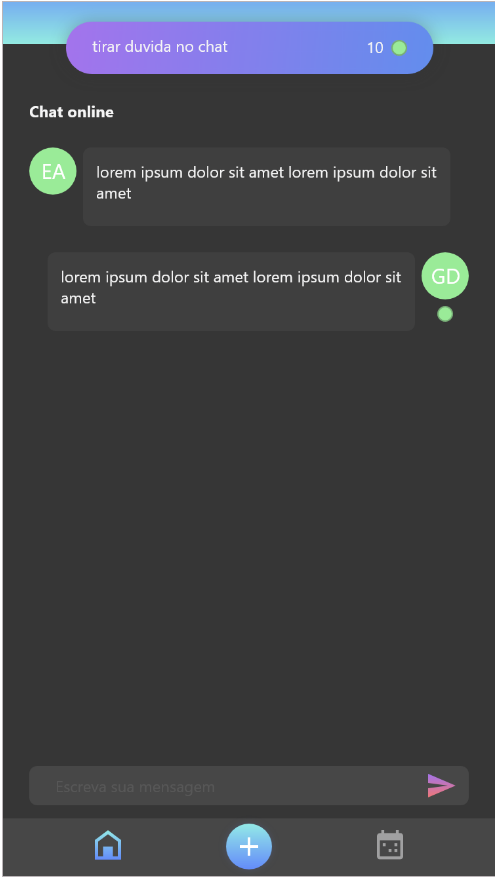 tirar duvida no chat
10
Chat online
EA
lorem ipsum dolor sit amet lorem ipsum dolor sit
amet
lorem ipsum dolor sit amet lorem ipsum dolor sit
amet
GD
Escreva sua mensagem